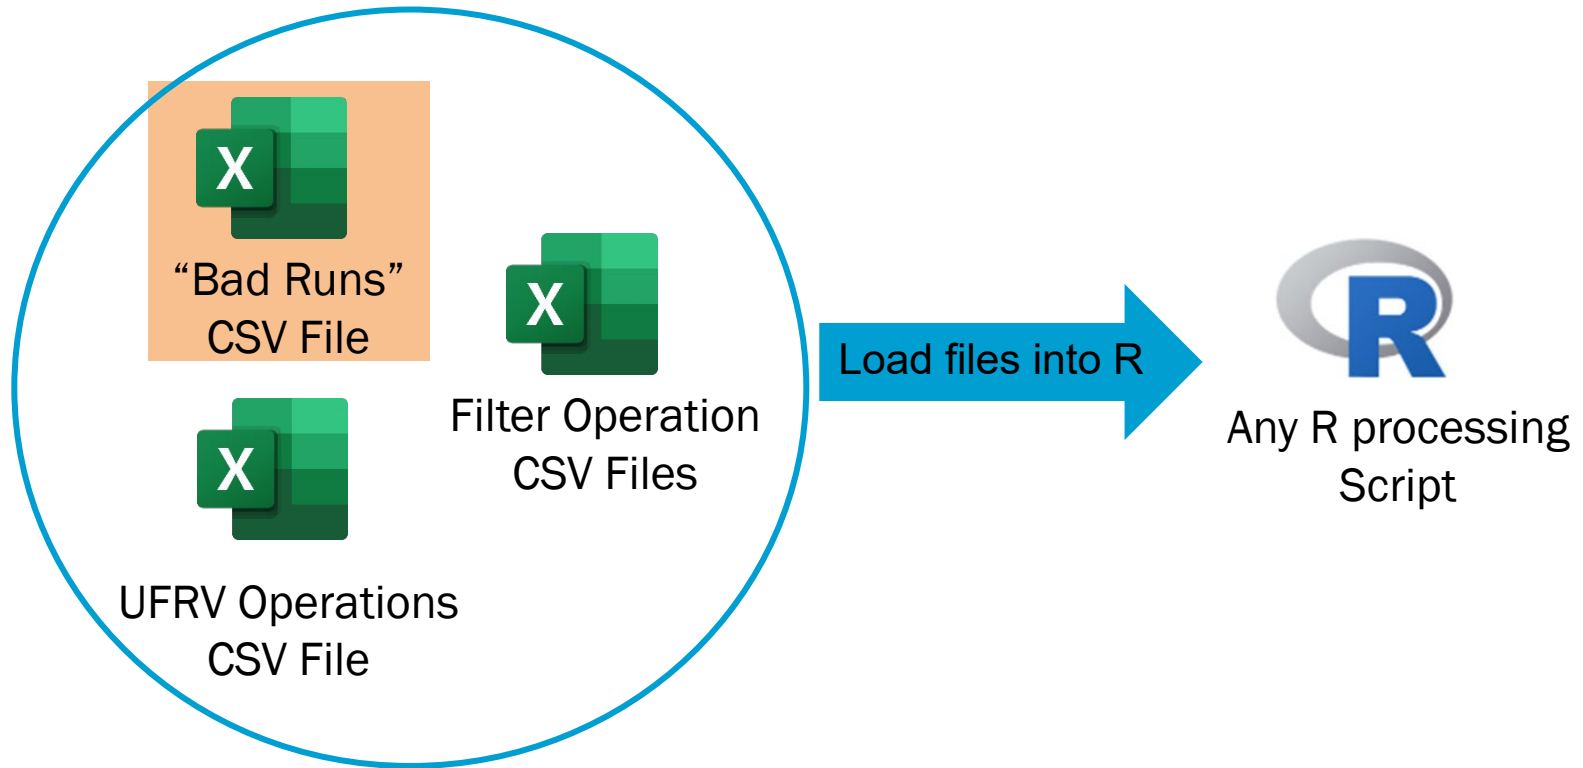 X
“Bad Runs”
CSV File
X
Filter Operation
CSV Files
X
UFRV Operations
CSV File
Load files into R
R
Any R processing
Script